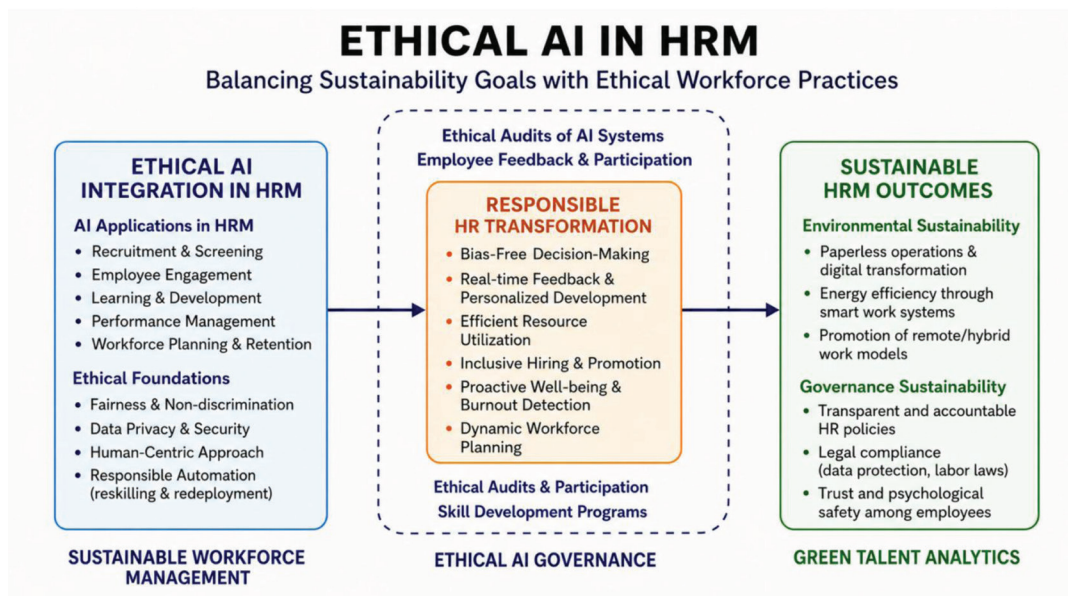 ETHICAL AI IN HRM
Balancing Sustainability Goals with Ethical Workforce Practices
ETHICAL AI
INTEGRATION IN HRM
AI Applications in HRM
• Recruitment & Screening
• Employee Engagement
• Learning & Development
• Performance Management
• Workforce Planning & Retention
Ethical Foundations
• Fairness & Non-discrimination
• Data Privacy & Security
• Human-Centric Approach
• Responsible Automation
(reskilling & redeployment)
SUSTAINABLE WORKFORCE
MANAGEMENT
Ethical Audits of AI Systems
Employee Feedback & Participation
RESPONSIBLE
HR TRANSFORMATION
• Bias-Free Decision-Making
• Real-time Feedback &
Personalized Development
• Efficient Resource
Utilization
• Inclusive Hiring & Promotion
• Proactive Well-being &
Burnout Detection
• Dynamic Workforce
Planning
Ethical Audits & Participation
Skill Development Programs
ETHICAL AI GOVERNANCE
SUSTAINABLE
HRM OUTCOMES
Environmental Sustainability
• Paperless operations &
digital transformation
• Energy efficiency through
smart work systems
• Promotion of remote/hybrid
work models
Governance Sustainability
• Transparent and accountable
HR policies
• Legal compliance
(data protection, labor laws)
• Trust and psychological
safety among employees
GREEN TALENT ANALYTICS